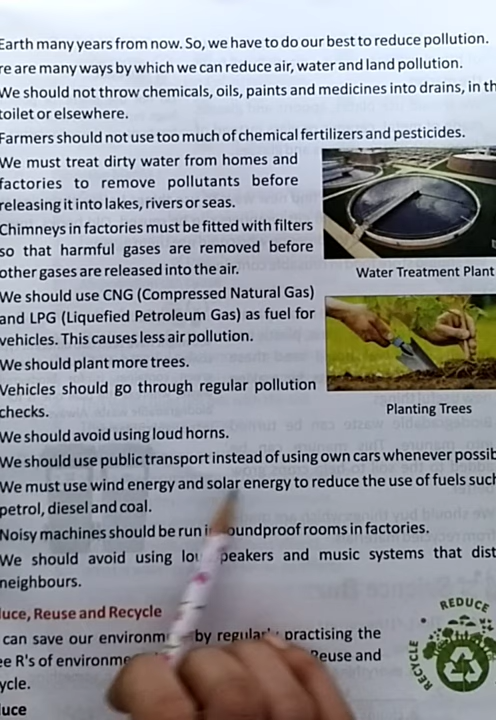 Earth many years from now. So, we have to do our best to reduce pollution.
re are many ways by which we can reduce air, water and land pollution.
We should not throw chemicals, oils, paints and medicines into drains, in th
toilet or elsewhere.
Farmers should not use too much of chemical fertilizers and pesticides.
We must treat dirty water from homes and
factories to remove pollutants before
releasing it into lakes, rivers or seas.
Chimneys in factories must be fitted with filters
so that harmful gases are removed before
other gases are released into the air.
Water Treatment Plant
We should use CNG (Compressed Natural Gas)
and LPG (Liquefied Petroleum Gas) as fuel for
vehicles. This causes less air pollution.
We should plant more trees.
Vehicles should go through regular pollution
checks.
Planting Trees
We should avoid using loud horns.
We should use public transport instead of using own cars whenever possib
We must use wind energy and solar energy to reduce the use of fuels such
petrol, diesel and coal.
Noisy machines should be run i oundproof rooms in factories.
We should avoid using lou peakers and music systems that dist
neighbours.
luce, Reuse and Recycle
can save our environm by regular practising the
ee R's of environme Reuse and
ycle.
luce
REDUCE
RECYCLE